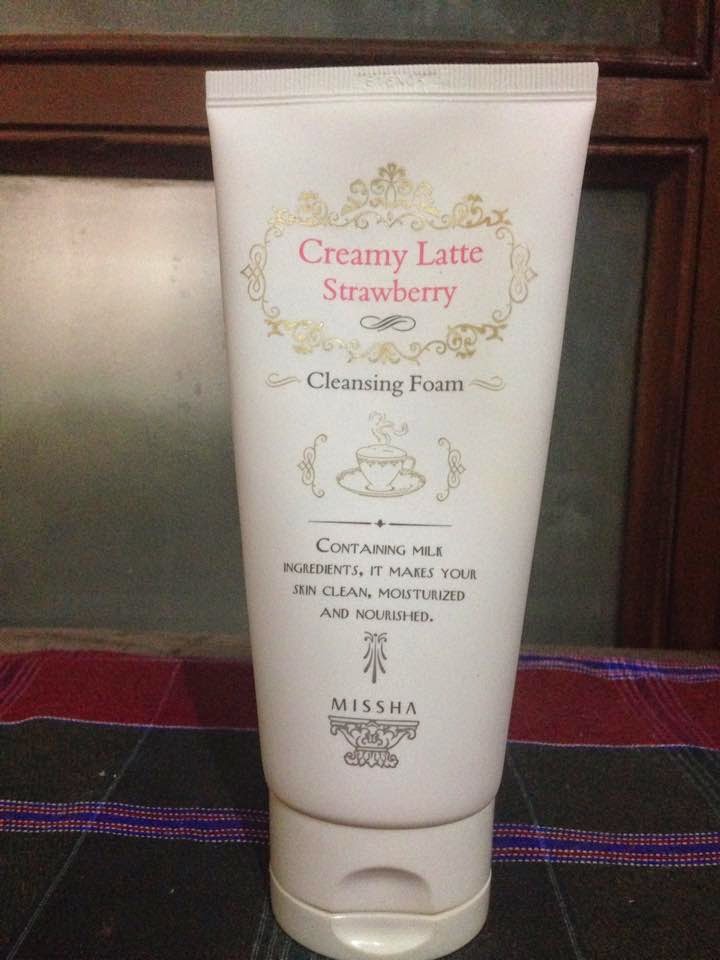 Creamy Latte
Strawberry
Cleansing Foam
CONTAINING MILK
INGREDIENTS, IT MAKES YOUR
SKIN CLEAN, MOISTURIZED
AND NOURISHED.
MISSHA